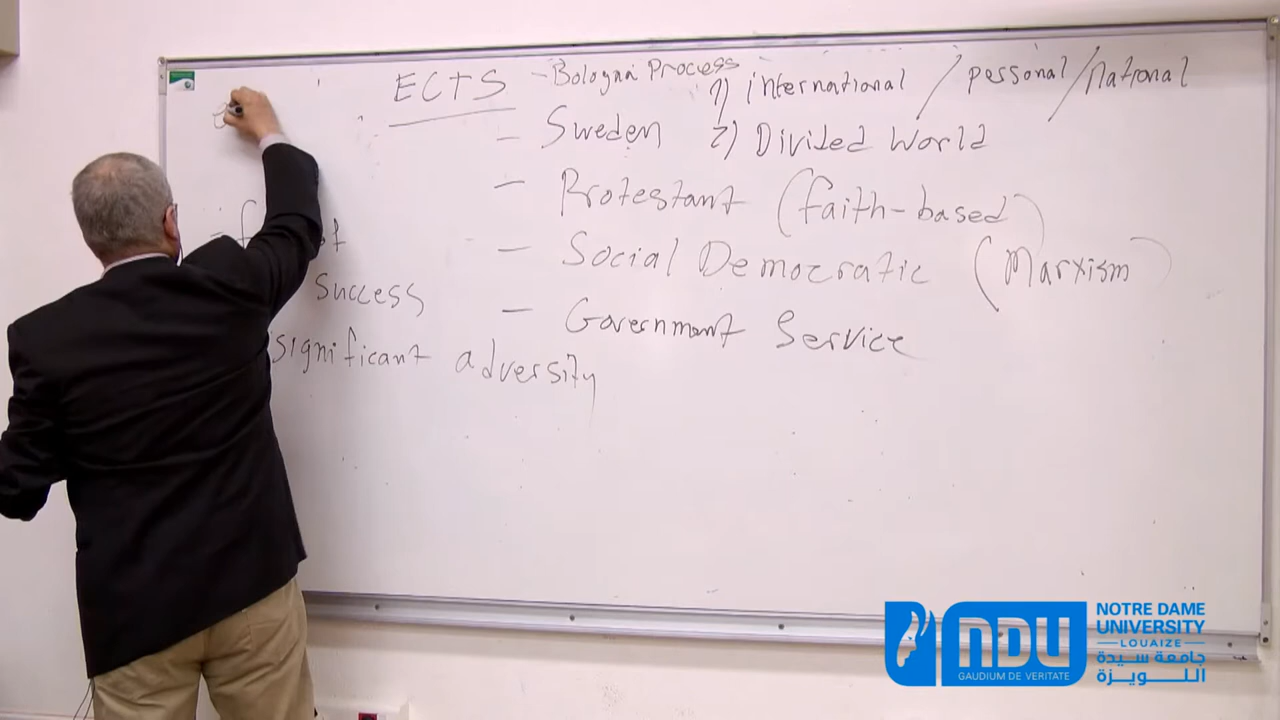 ECTS - Bologna Process
1) international / personal / national
- Sweden 2) Divided World
- Protestant (faith-based)
- Social Democratic (Marxism)
success
- Government Service
significant adversity
NDU
GAUDIUM DE VERITATE
NOTRE DAME
UNIVERSITY
LOUAIZE
جامعة سيدة
اللـويـزة